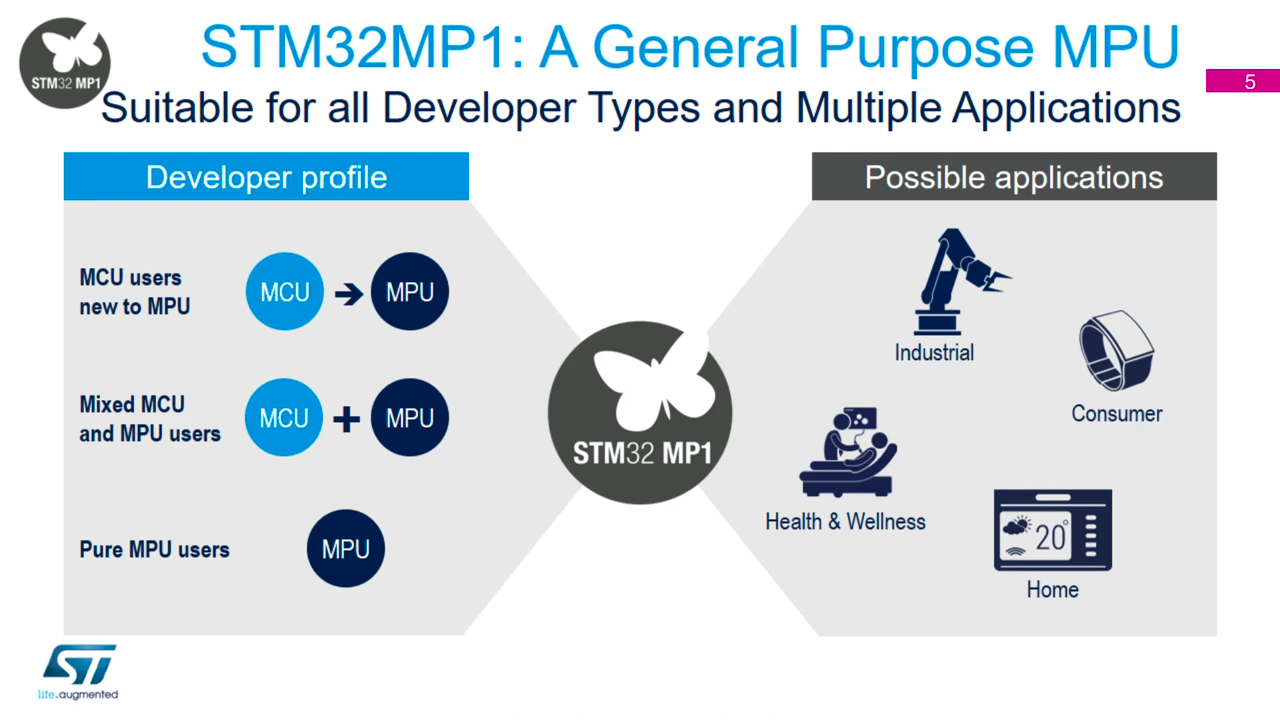 STM32MP1: A General Purpose MPU
STM32 MP1
5
Suitable for all Developer Types and Multiple Applications
Developer profile
MCU users
new to MPU
MCU
MPU
Mixed MCU
and MPU users
MCU
MPU
Pure MPU users
MPU
STM32 MP1
Possible applications
Industrial
Consumer
Health & Wellness
20°
Home
ST
life.augmented